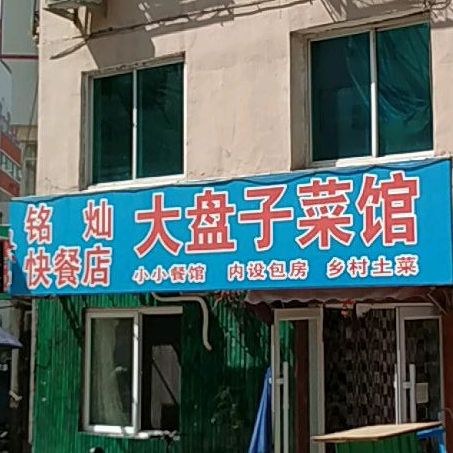 铭灿
快餐店
大盘子菜馆
小小餐馆 内设包房 乡村土菜